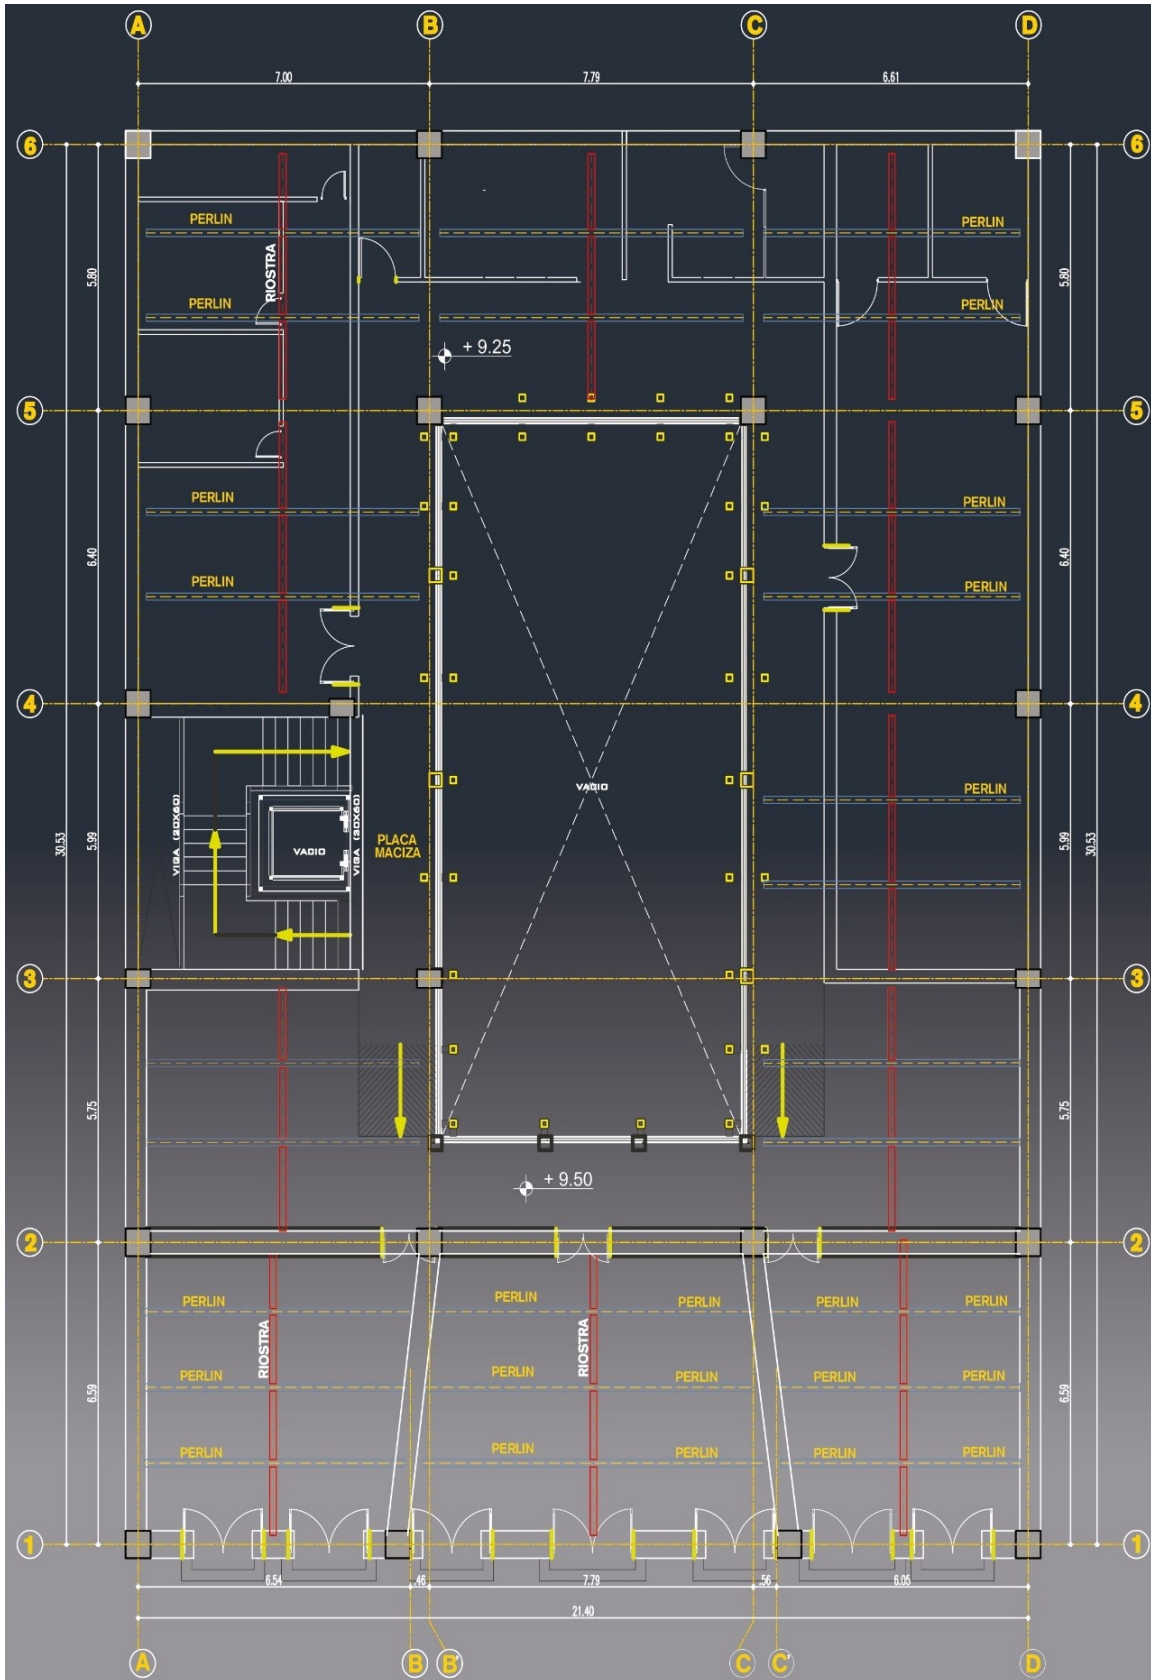 A B C D
7.00 7.79 6.61
6 6
PERLIN PERLIN
RIOSTRA
5.80 5.80
PERLIN PERLIN
+ 9.25
5 5
PERLIN PERLIN
6.40 6.40
PERLIN PERLIN
4 4
VACIO
PERLIN
30.53 5.99 VIGA (30X60) VACIO VIGA (30X60) PLACA
MACIZA
5.99 30.53
3 3
5.75 5.75
+ 9.50
2 2
PERLIN PERLIN PERLIN PERLIN PERLIN
RIOSTRA RIOSTRA
PERLIN PERLIN PERLIN PERLIN PERLIN
6.59 6.59
PERLIN PERLIN PERLIN PERLIN PERLIN
1 1
6.54 .46 7.79 .56 6.05
21.40
A B B' C C' D